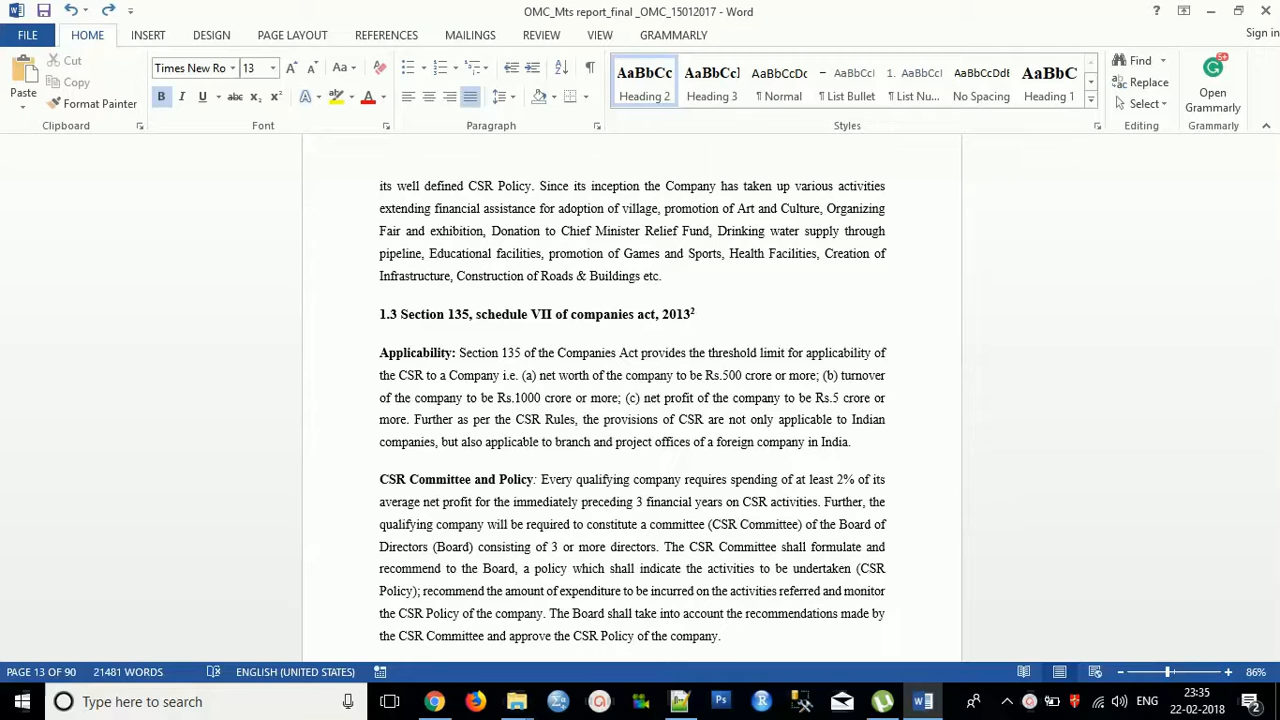 OMC_Mts report_final _OMC_15012017 - Word
FILE HOME INSERT DESIGN PAGE LAYOUT REFERENCES MAILINGS REVIEW VIEW GRAMMARLY Sign in
Cut
Copy
Format Painter
Paste
Times New Ro 13
AaBbCc AaBbCcI AaBbCcDc AaBbCcI 1. AaBbCcI AaBbCcDdE AaBbC
Heading 2 Heading 3 ¶ Normal ¶ List Bullet ¶ List Nu... No Spacing Heading 1
Find
Replace
Select
Open
Grammarly
Clipboard Font Paragraph Styles Editing Grammarly
its well defined CSR Policy. Since its inception the Company has taken up various activities
extending financial assistance for adoption of village, promotion of Art and Culture, Organizing
Fair and exhibition, Donation to Chief Minister Relief Fund, Drinking water supply through
pipeline, Educational facilities, promotion of Games and Sports, Health Facilities, Creation of
Infrastructure, Construction of Roads & Buildings etc.
1.3 Section 135, schedule VII of companies act, 2013²
Applicability: Section 135 of the Companies Act provides the threshold limit for applicability of
the CSR to a Company i.e. (a) net worth of the company to be Rs.500 crore or more; (b) turnover
of the company to be Rs.1000 crore or more; (c) net profit of the company to be Rs.5 crore or
more. Further as per the CSR Rules, the provisions of CSR are not only applicable to Indian
companies, but also applicable to branch and project offices of a foreign company in India.
CSR Committee and Policy: Every qualifying company requires spending of at least 2% of its
average net profit for the immediately preceding 3 financial years on CSR activities. Further, the
qualifying company will be required to constitute a committee (CSR Committee) of the Board of
Directors (Board) consisting of 3 or more directors. The CSR Committee shall formulate and
recommend to the Board, a policy which shall indicate the activities to be undertaken (CSR
Policy); recommend the amount of expenditure to be incurred on the activities referred and monitor
the CSR Policy of the company. The Board shall take into account the recommendations made by
the CSR Committee and approve the CSR Policy of the company.
PAGE 13 OF 90 21481 WORDS ENGLISH (UNITED STATES) 86%
Type here to search
ENG
23:35
22-02-2018